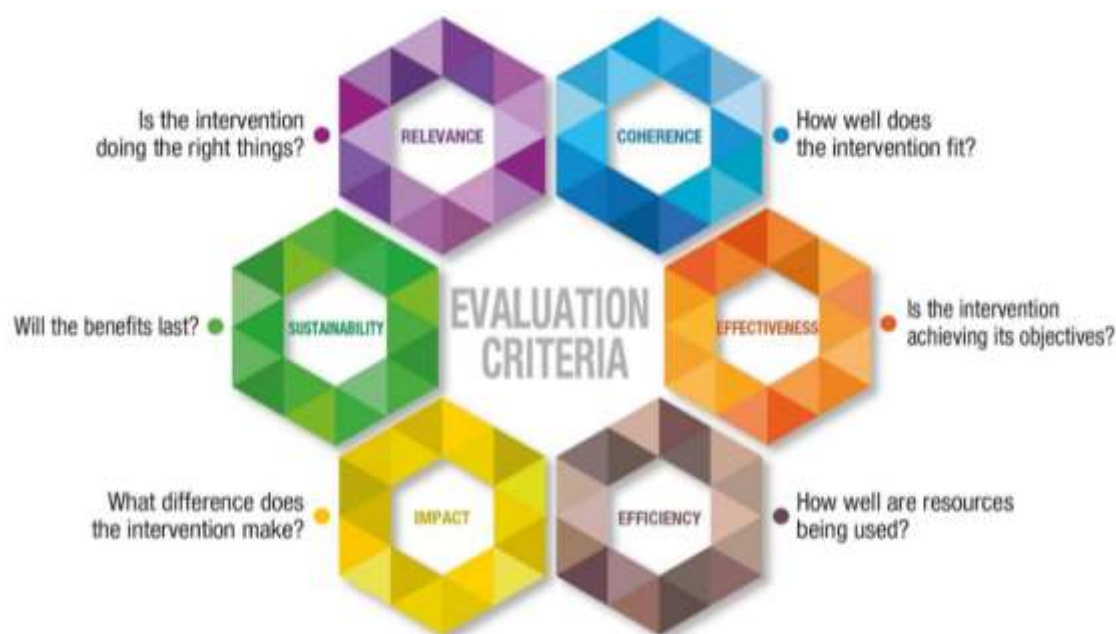 Is the intervention
doing the right things?
RELEVANCE
COHERENCE
How well does
the intervention fit?
Will the benefits last?
SUSTAINABILITY
EVALUATION
CRITERIA
EFFECTIVENESS
Is the intervention
achieving its objectives?
What difference does
the intervention make?
IMPACT
EFFICIENCY
How well are resources
being used?